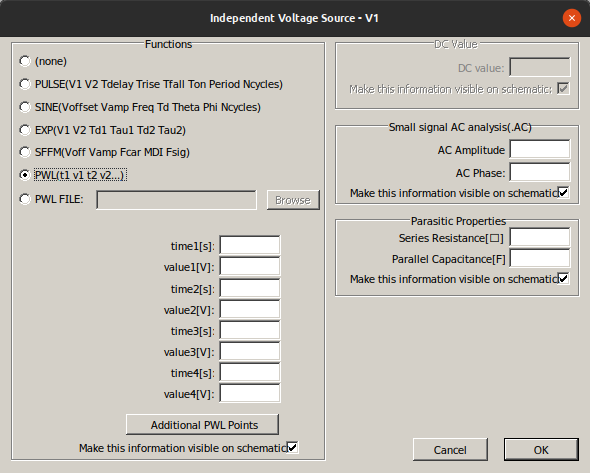 Independent Voltage Source - V1
Functions
(none)
PULSE(V1 V2 Tdelay Trise Tfall Ton Period Ncycles)
SINE(Voffset Vamp Freq Td Theta Phi Ncycles)
EXP(V1 V2 Td1 Tau1 Td2 Tau2)
SFFM(Voff Vamp Fcar MDI Fsig)
PWL(t1 v1 t2 v2...)
PWL FILE:
Browse
time1[s]:
value1[V]:
time2[s]:
value2[V]:
time3[s]:
value3[V]:
time4[s]:
value4[V]:
Additional PWL Points
Make this information visible on schematic:
DC Value
DC value:
Make this information visible on schematic:
Small signal AC analysis(.AC)
AC Amplitude
AC Phase:
Make this information visible on schematic:
Parasitic Properties
Series Resistance[□]
Parallel Capacitance[F]
Make this information visible on schematic:
Cancel
OK